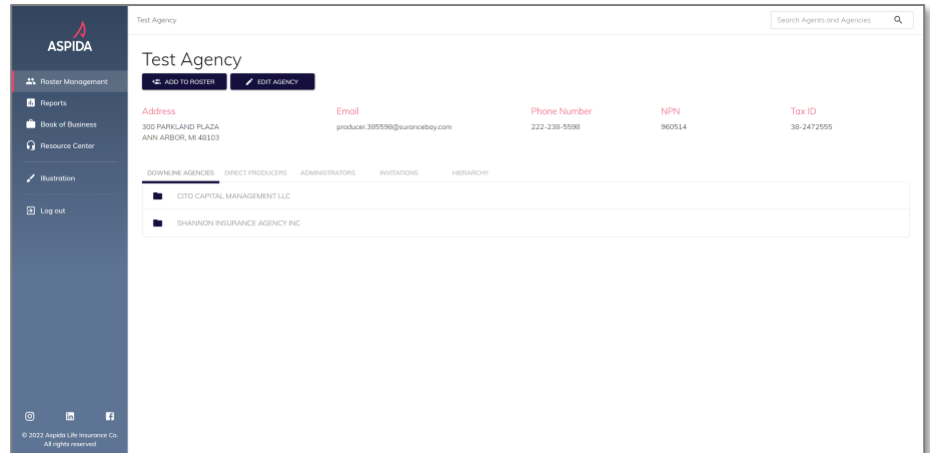 ASPIDA
Roster Management
Reports
Book of Business
Resource Center
Illustration
Log out
© 2022 Aspida Life Insurance Co.
All rights reserved
Test Agency
Search Agents and Agencies
Test Agency
ADD TO ROSTER
EDIT AGENCY
Address
300 PARKLAND PLAZA
ANN ARBOR, MI 48103
Email
producer.385598@surancebay.com
Phone Number
222-238-5598
NPN
960514
Tax ID
38-2472555
DOWNLINE AGENCIES DIRECT PRODUCERS ADMINISTRATORS INVITATIONS HIERARCHY
CITO CAPITAL MANAGEMENT LLC
SHANNON INSURANCE AGENCY INC